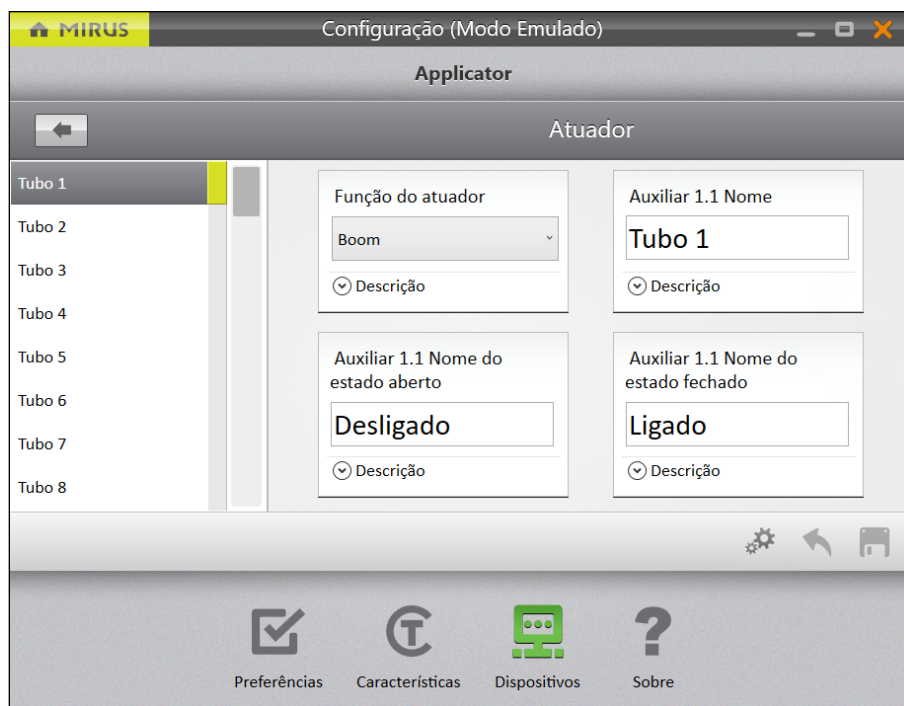 MIRUS
Configuração (Modo Emulado)
Applicator
Atuador
Tubo 1
Tubo 2
Tubo 3
Tubo 4
Tubo 5
Tubo 6
Tubo 7
Tubo 8
Função do atuador
Boom
Descrição
Auxiliar 1.1 Nome
Tubo 1
Descrição
Auxiliar 1.1 Nome do
estado aberto
Desligado
Descrição
Auxiliar 1.1 Nome do
estado fechado
Ligado
Descrição
Preferências
Características
Dispositivos
Sobre